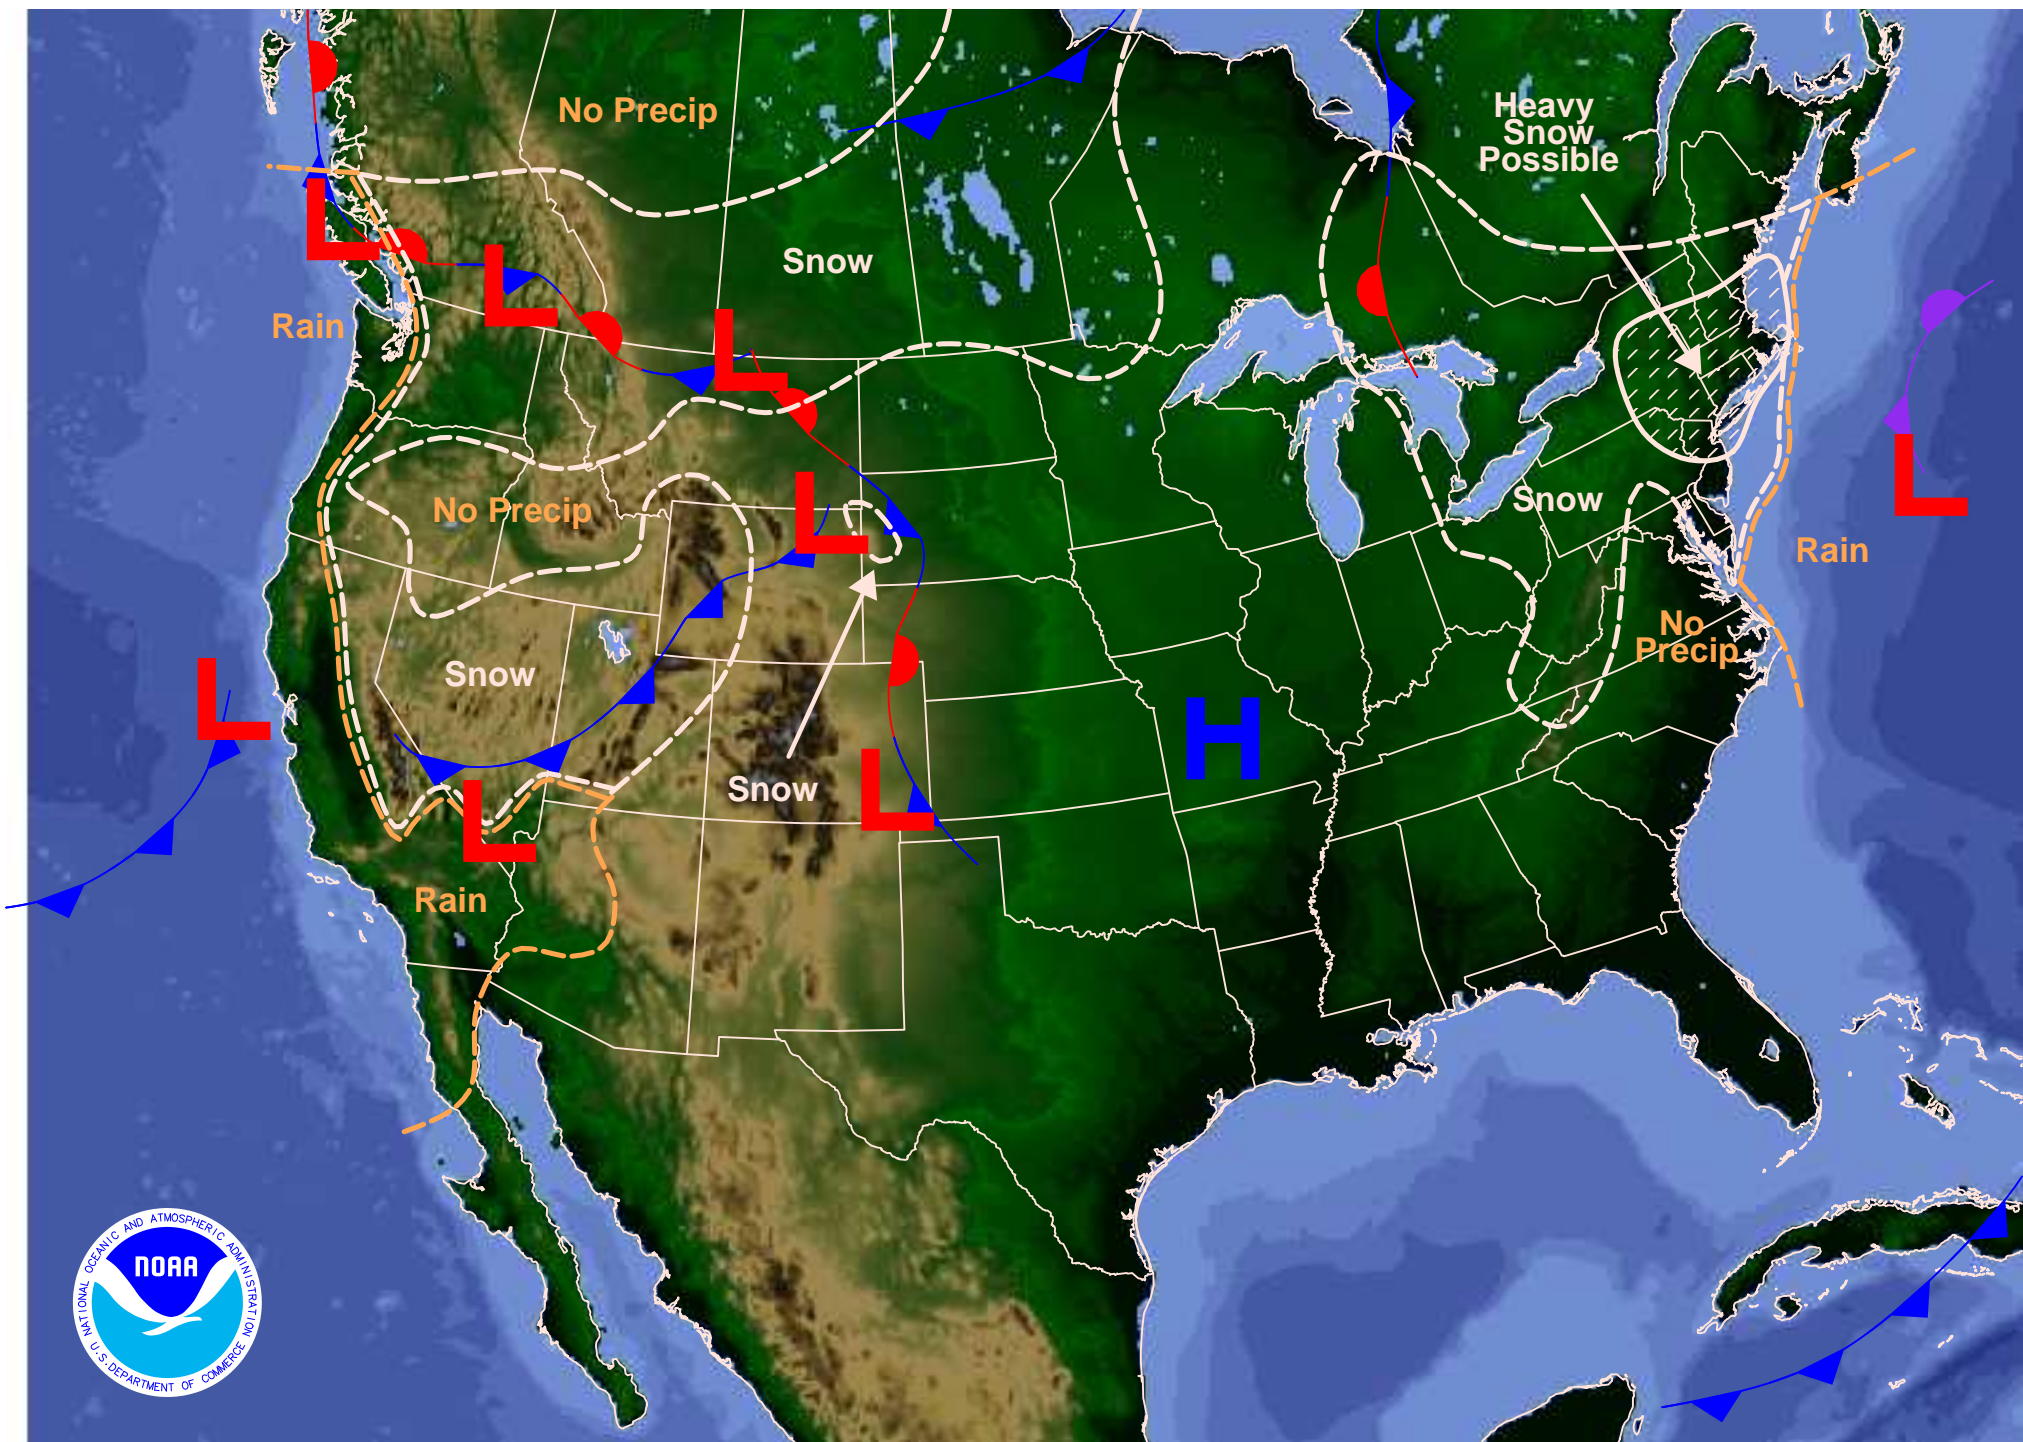 No Precip
Heavy
Snow
Possible
Snow
Rain
L
L
L
No Precip
L
Snow
L
Rain
No
Precip
Snow
L
H
Snow
L
L
Rain
NATIONAL OCEANIC AND ATMOSPHERIC ADMINISTRATION
NOAA
U.S. DEPARTMENT OF COMMERCE